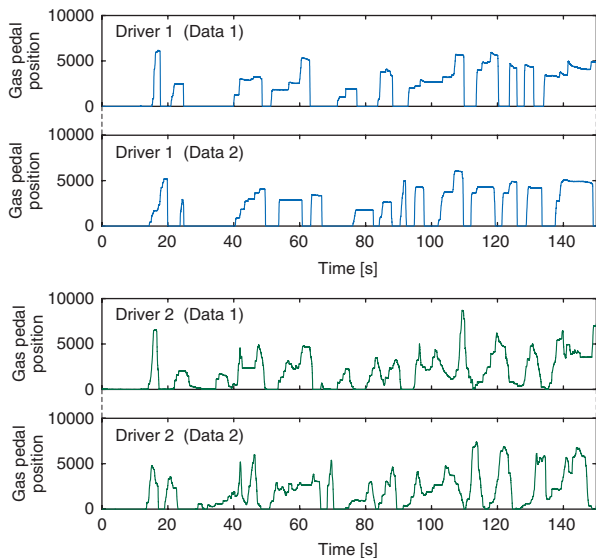 Driver 1 (Data 1)
Gas pedal
position
10000
5000
0
Driver 1 (Data 2)
Gas pedal
position
10000
5000
0
0 20 40 60 80 100 120 140
Time [s]
Driver 2 (Data 1)
Gas pedal
position
10000
5000
0
Driver 2 (Data 2)
Gas pedal
position
10000
5000
0
0 20 40 60 80 100 120 140
Time [s]